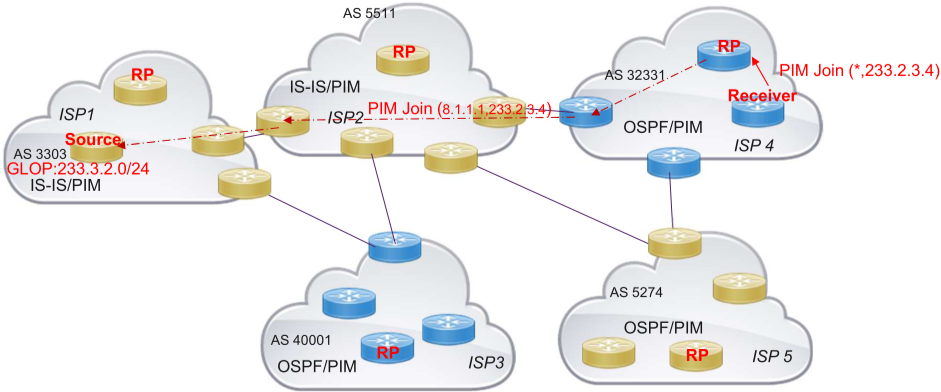 AS 5511
RP
IS-IS/PIM
ISP2
PIM Join (8.1.1.1,233.2.3.4)
RP
ISP1
Source
AS 3303
GLOP:233.3.2.0/24
IS-IS/PIM
RP
AS 32331
PIM Join (*,233.2.3.4)
Receiver
OSPF/PIM
ISP 4
AS 40001
RP
OSPF/PIM
ISP3
AS 5274
OSPF/PIM
RP
ISP 5